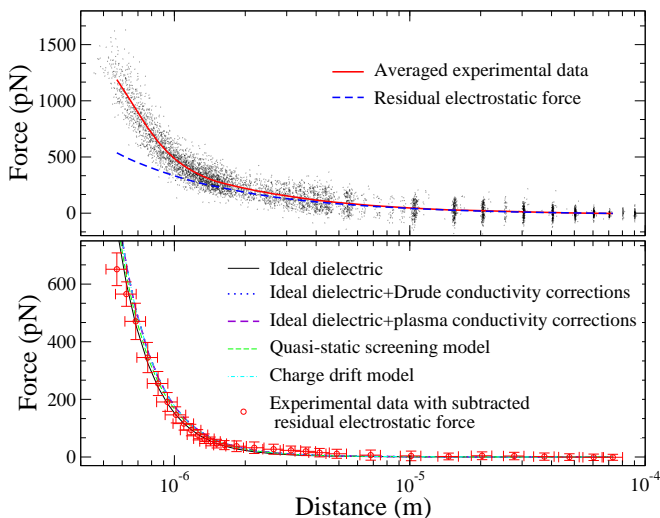 1500
1000
500
0
Force (pN)
Averaged experimental data
Residual electrostatic force
600
400
200
0
Force (pN)
Ideal dielectric
Ideal dielectric+Drude conductivity corrections
Ideal dielectric+plasma conductivity corrections
Quasi-static screening model
Charge drift model
Experimental data with subtracted
residual electrostatic force
10^-6
10^-5
10^-4
Distance (m)